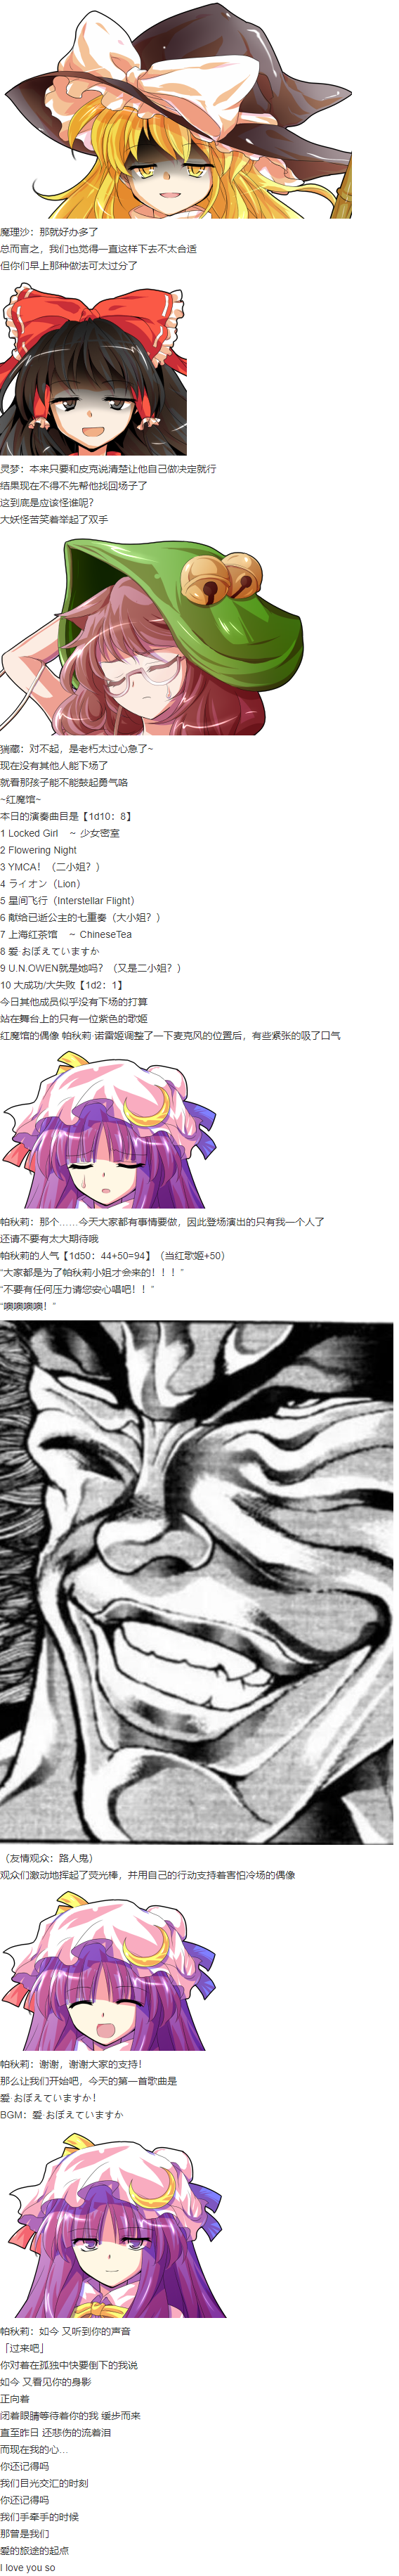 魔理沙：那就好办多了
总而言之，我们也觉得一直这样下去不太合适
但你们早上那种做法可太过分了
灵梦：本来只要和皮克说清楚让他自己做决定就行
结果现在不得不先帮他找回场子了
这到底是应该怪谁呢?
大妖怪苦笑着举起了双手
猯藏：对不起，是老朽太过心急了~
现在没有其他人能下场了
就看那孩子能不能鼓起勇气咯
~红魔馆~
本日的演奏曲目是【1d10：8】
1 Locked Girl　~ 少女密室
2 Flowering Night
3 YMCA！（二小姐？）
4 ライオン（Lion）
5 星间飞行（Interstellar Flight）
6 献给已逝公主的七重奏（大小姐？）
7 上海红茶馆　~ ChineseTea
8 爱·おぼえていますか
9 U.N.OWEN就是她吗？（又是二小姐？）
10 大成功/大失败【1d2：1】
今日其他成员似乎没有下场的打算
站在舞台上的只有一位紫色的歌姬
红魔馆的偶像 帕秋莉·诺雷姬调整了一下麦克风的位置后，有些紧张的吸了口气
帕秋莉：那个……今天大家都有事情要做，因此登场演出的只有我一个人了
还请不要有太大期待哦
帕秋莉的人气【1d50：44+50=94】（当红歌姬+50）
“大家都是为了帕秋莉小姐才会来的！！！”
“不要有任何压力请您安心唱吧！！”
“噢噢噢噢！”
（友情观众：路人鬼）
观众们激动地挥起了荧光棒，并用自己的行动支持着害怕冷场的偶像
帕秋莉：谢谢，谢谢大家的支持！
那么让我们开始吧，今天的第一首歌曲是
爱·おぼえていますか！
BGM：爱·おぼえていますか
帕秋莉：如今 又听到你的声音
「过来吧」
你对着在孤独中快要倒下的我说
如今 又看见你的身影
正向着
闭着眼睛等待着你的我 缓步而来
直至昨日 还悲伤的流着泪
而现在我的心…
你还记得吗
我们目光交汇的时刻
你还记得吗
我们手牵手的时候
那曾是我们
爱的旅途的起点
I love you so